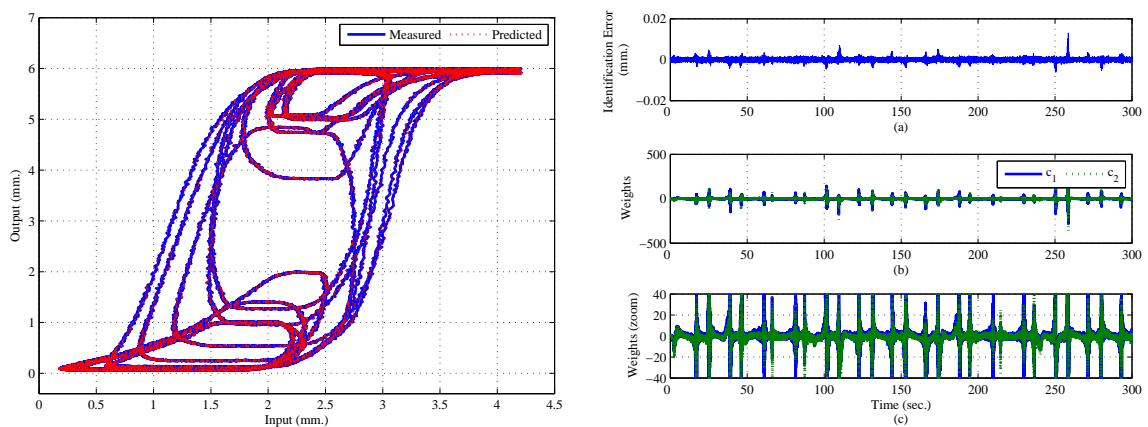 7
6
5
4
3
2
1
0
Output (mm.)
Measured Predicted
0 0.5 1 1.5 2 2.5 3 3.5 4 4.5
Input (mm.)
Identification Error
(mm.)
0.02
0
−0.02
0 50 100 150 200 250 300
(a)
Weights
500
0
−500
c1 c2
0 50 100 150 200 250 300
(b)
Weights (zoom)
40
20
0
−20
−40
0 50 100 150 200 250 300
Time (sec.)
(c)